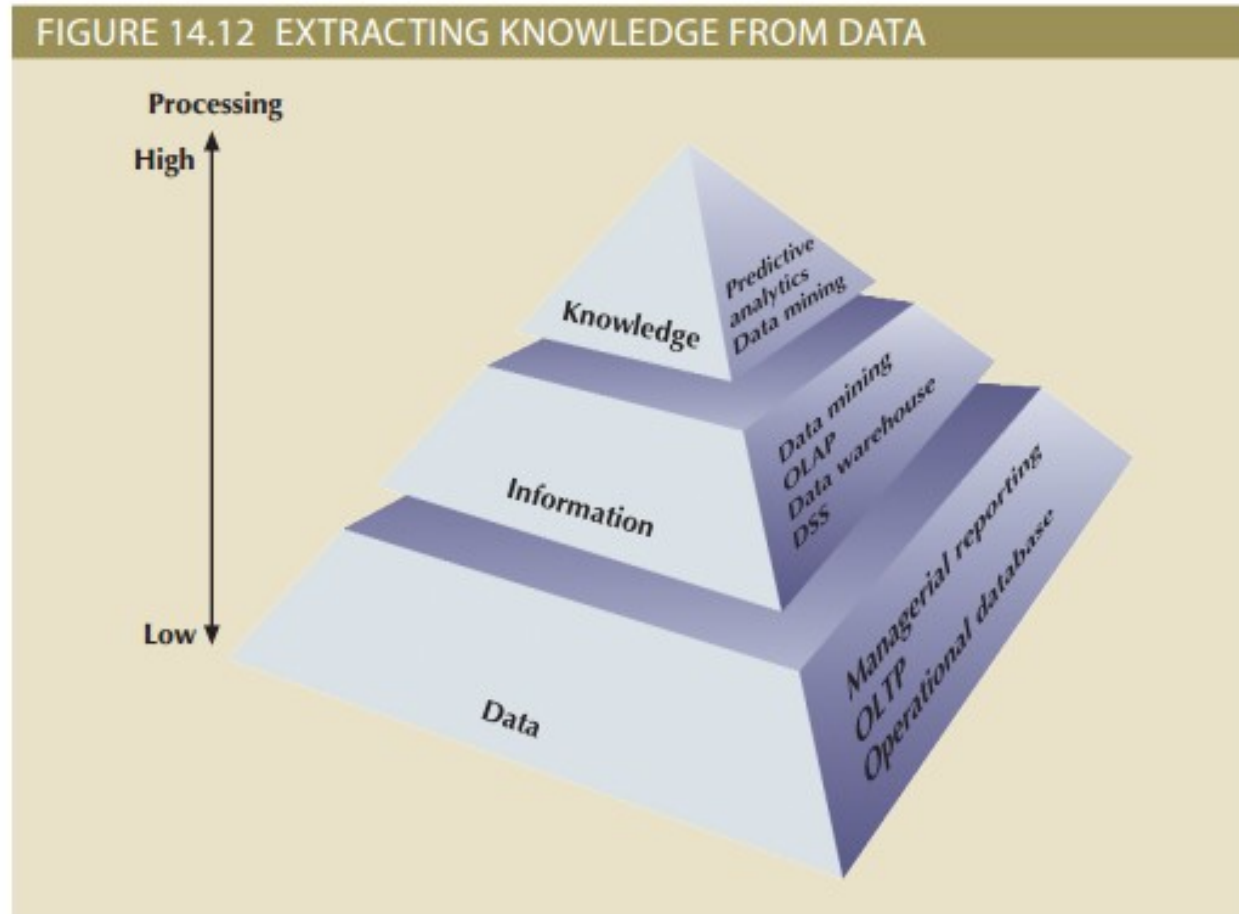 FIGURE 14.12 EXTRACTING KNOWLEDGE FROM DATA
Processing
High
Low
Knowledge
Predictive
analytics
Data mining
Information
Data mining
OLAP
Data warehouse
DSS
Data
Managerial reporting
OLTP
Operational database